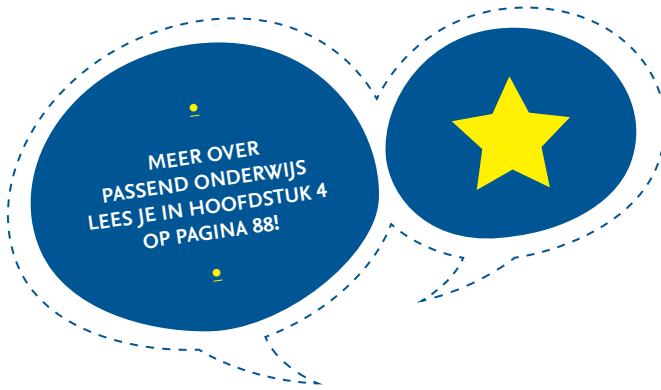 MEER OVER
PASSEND ONDERWIJS
LEES JE IN HOOFDSTUK 4
OP PAGINA 88!